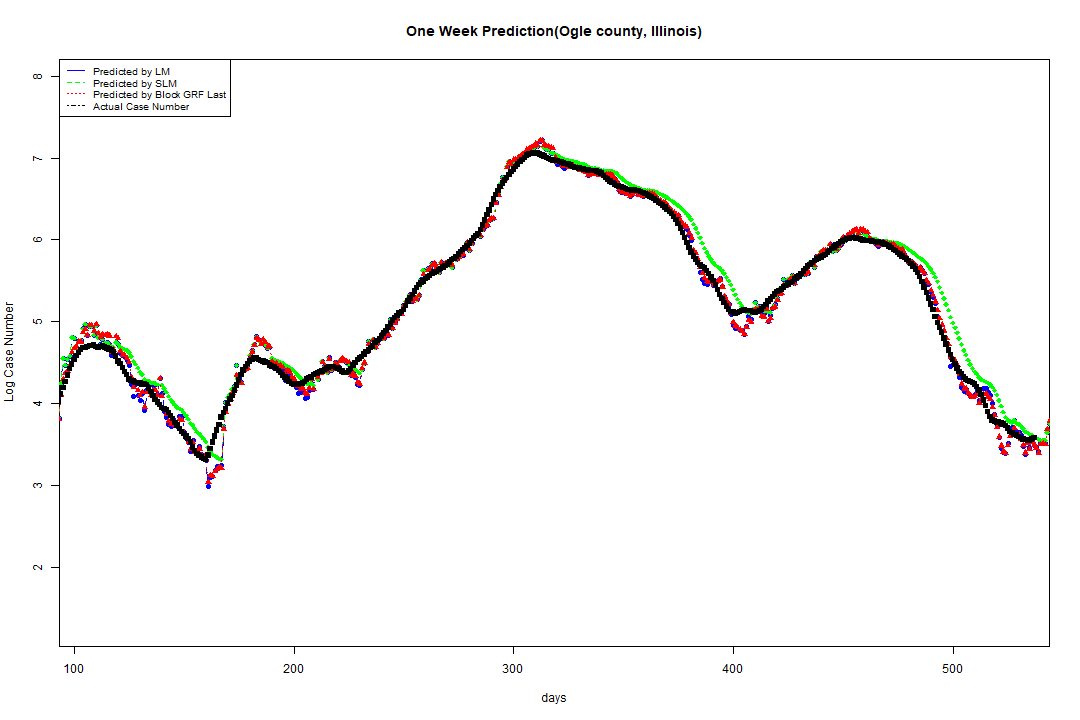 One Week Prediction(Ogle county, Illinois)
Predicted by LM
Predicted by SLM
Predicted by Block GRF Last
Actual Case Number
8
7
6
5
4
3
2
Log Case Number
100 200 300 400 500
days